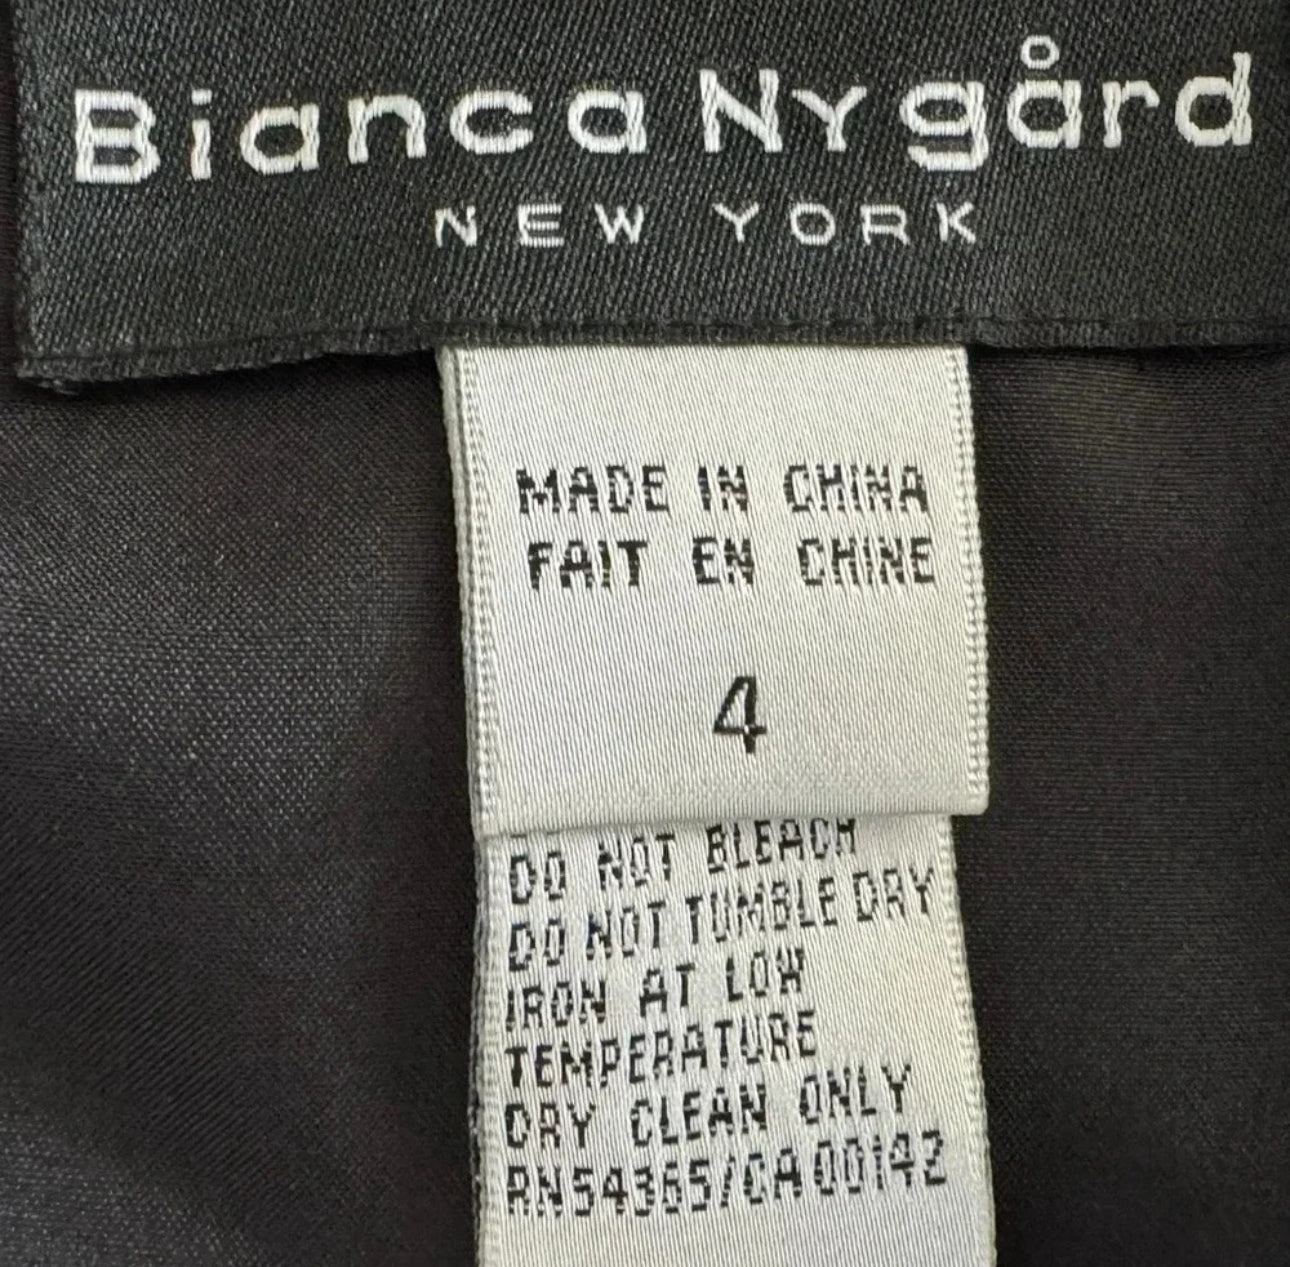 Bianca Nygård
NEW YORK
MADE IN CHINA
FAIT EN CHINE
4
DO NOT BLEACH
DO NOT TUMBLE DRY
IRON AT LOW
TEMPERATURE
DRY CLEAN ONLY
RN54365/CA00142